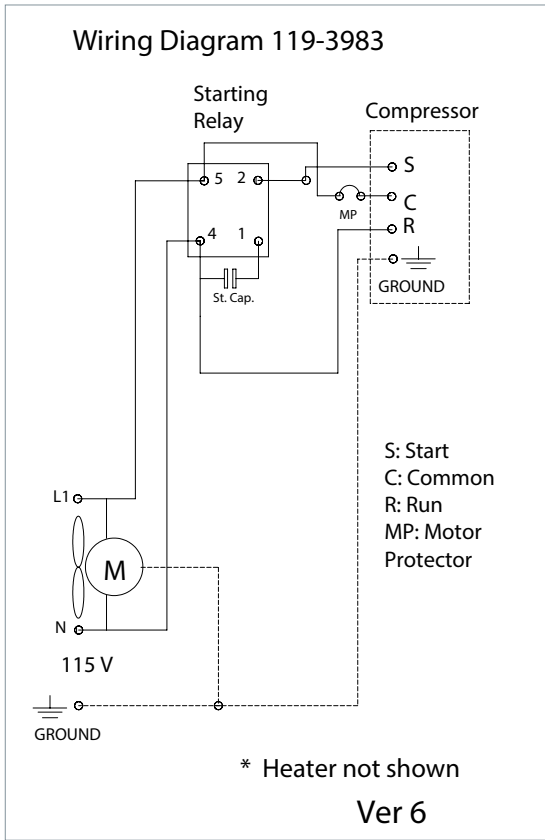 Wiring Diagram 119-3983
Starting
Relay
Compressor
5 2
S
C
MP
R
4 1
St. Cap.
GROUND
S: Start
C: Common
R: Run
MP: Motor
Protector
L1
M
N
115 V
GROUND
* Heater not shown
Ver 6